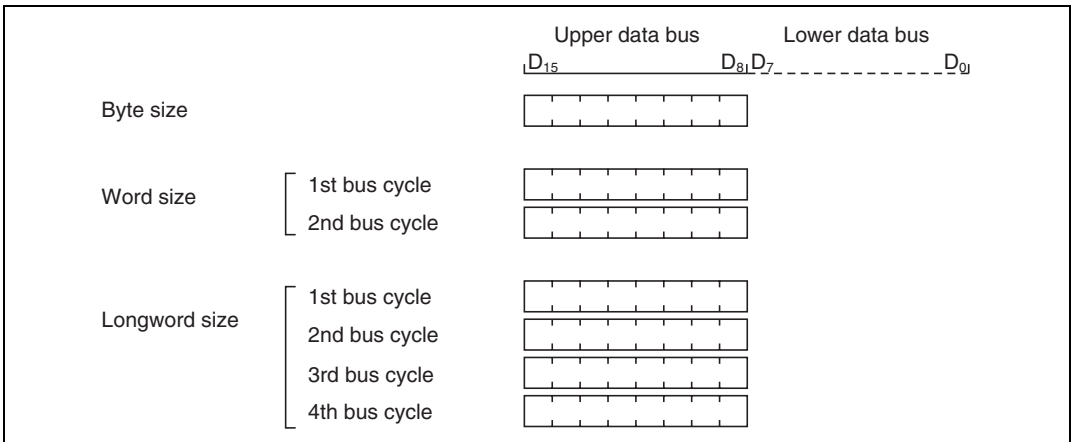 Upper data bus Lower data bus
D15 D8 D7 D0
Byte size
Word size
1st bus cycle
2nd bus cycle
Longword size
1st bus cycle
2nd bus cycle
3rd bus cycle
4th bus cycle